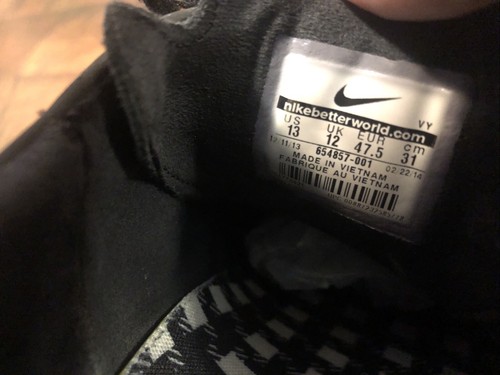 nikebetterworld.com
VY
US UK EUR cm
13 12 47.5 31
12/11/13 654857-001 02/22/14
MADE IN VIETNAM
FABRIQUE AU VIETNAM